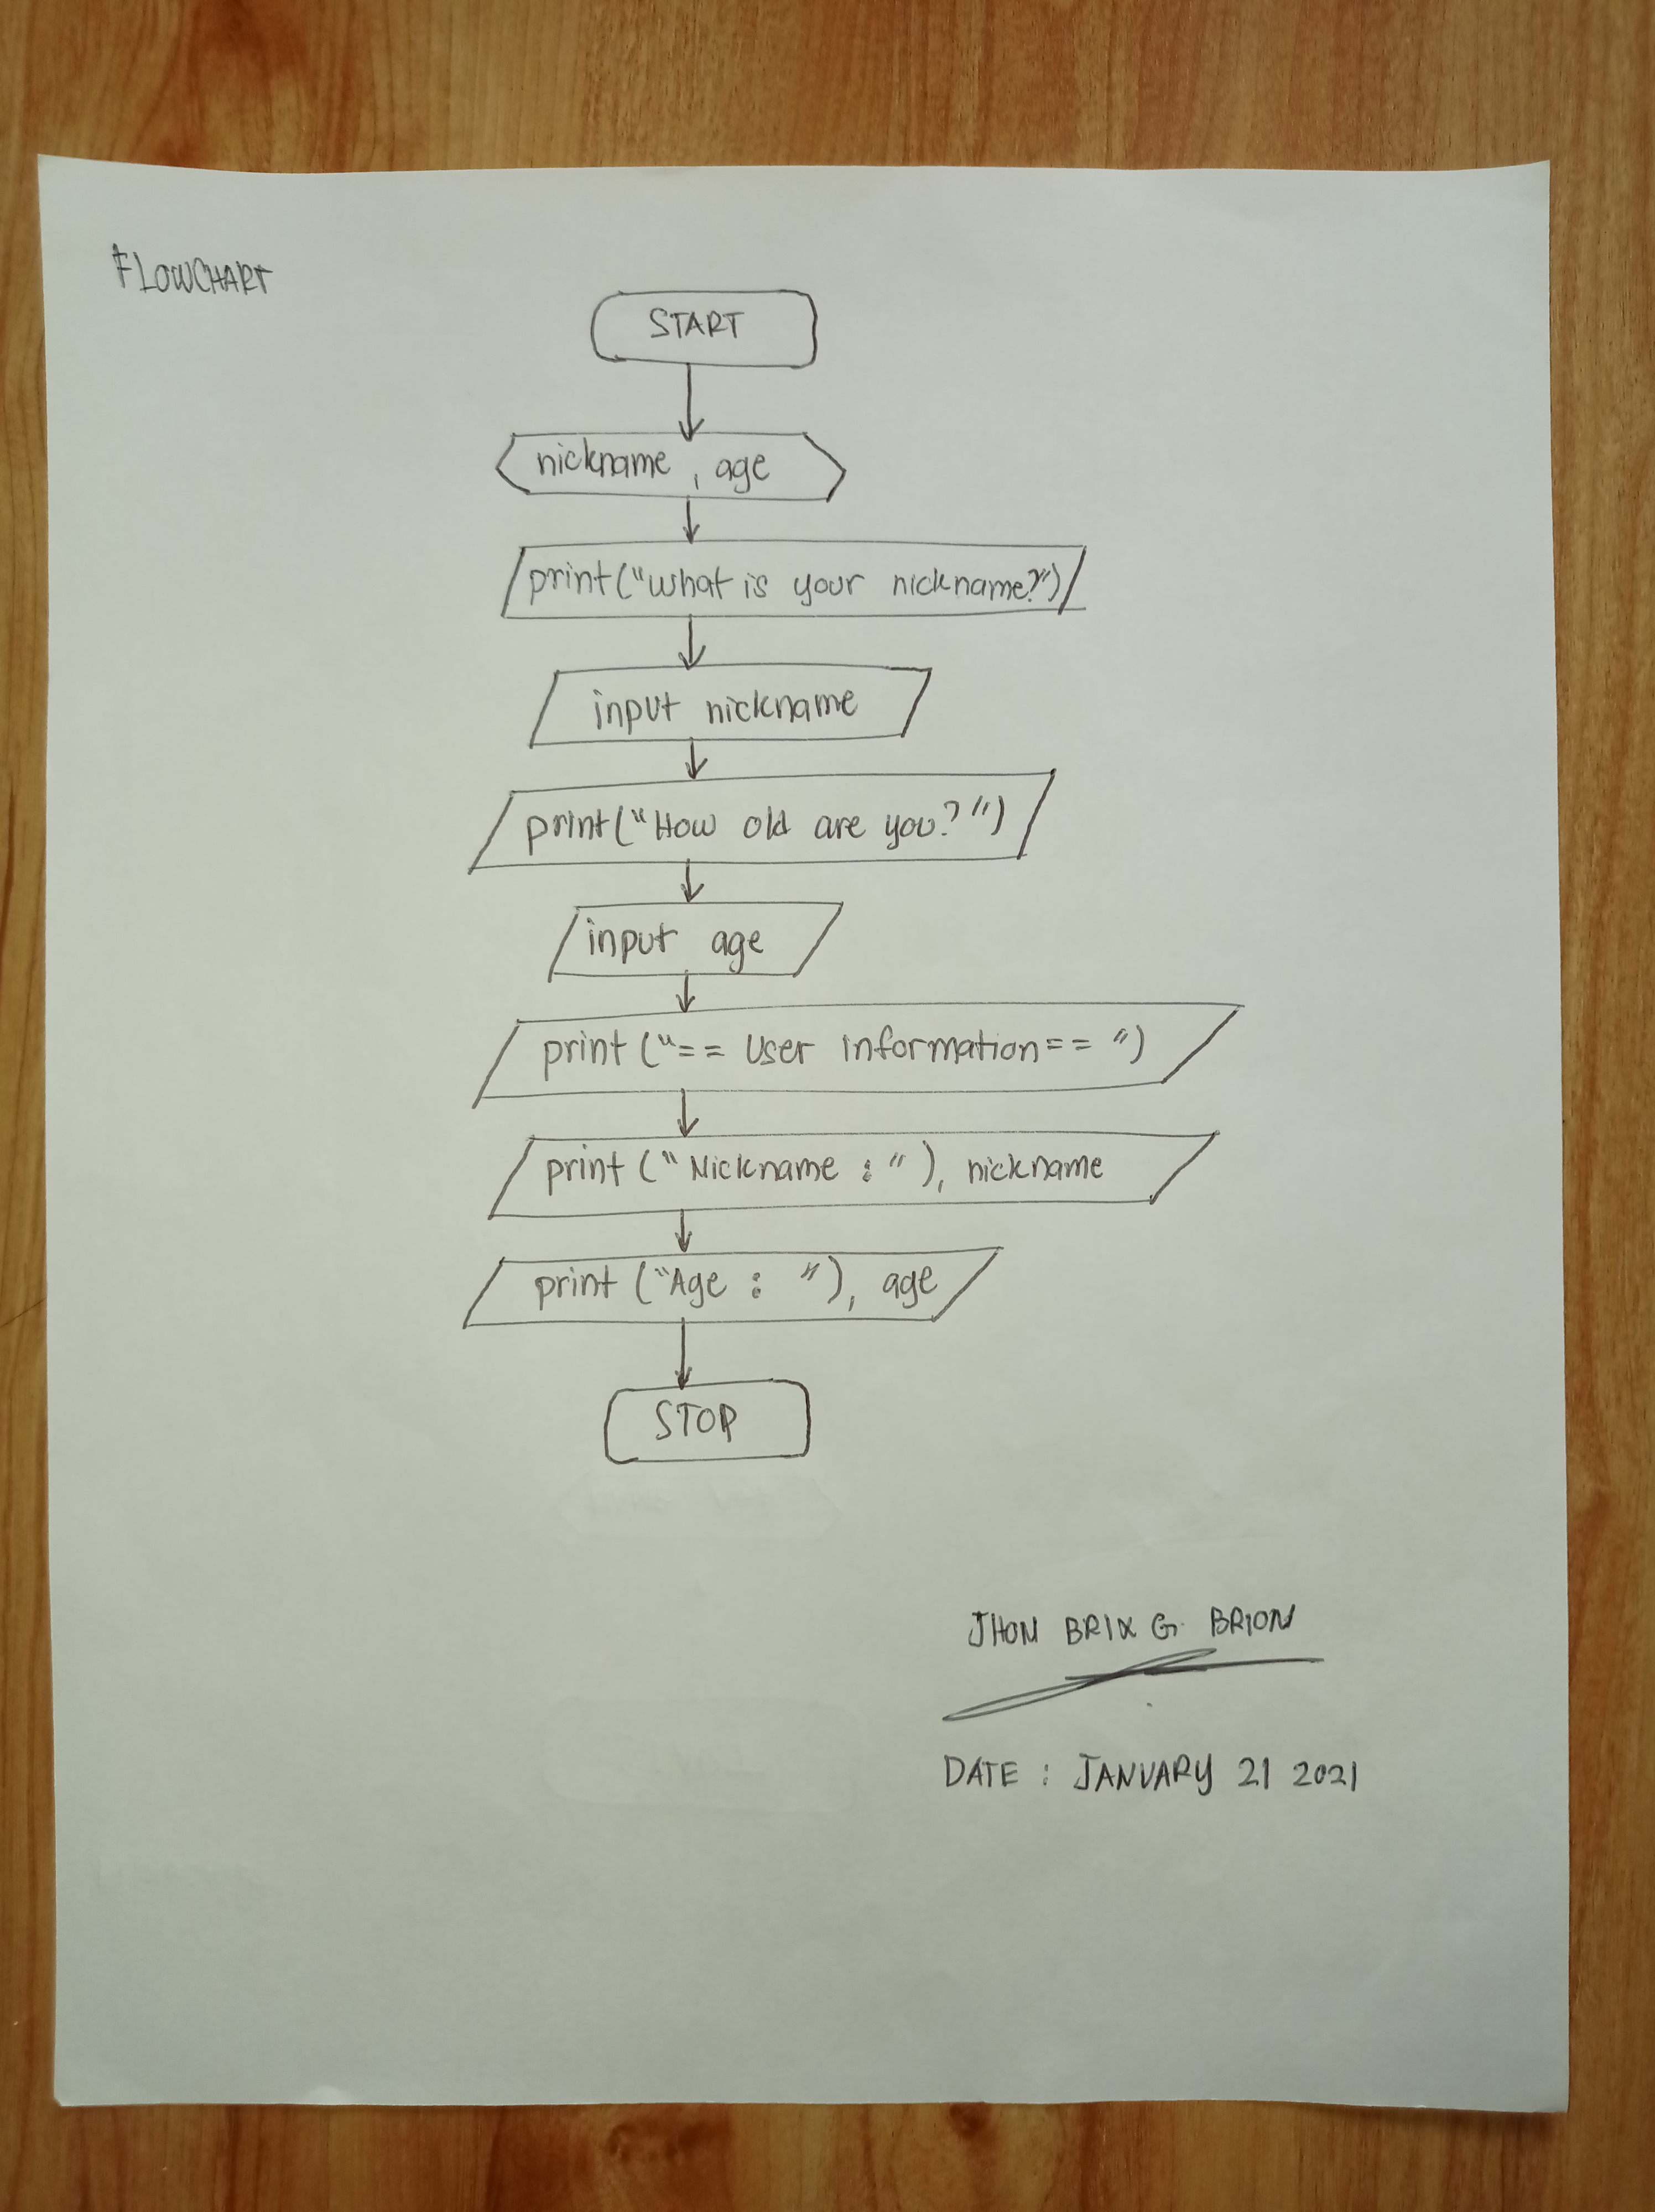 FLOWCHART
START
nickname , age
print("What is your nickname?")
input nickname
print("How old are you?")
input age
print ("== User Information== ")
print ("Nickname : "), nickname
print ("Age : "), age
STOP
JHON BRIX G. BRION
DATE : JANUARY 21 2021